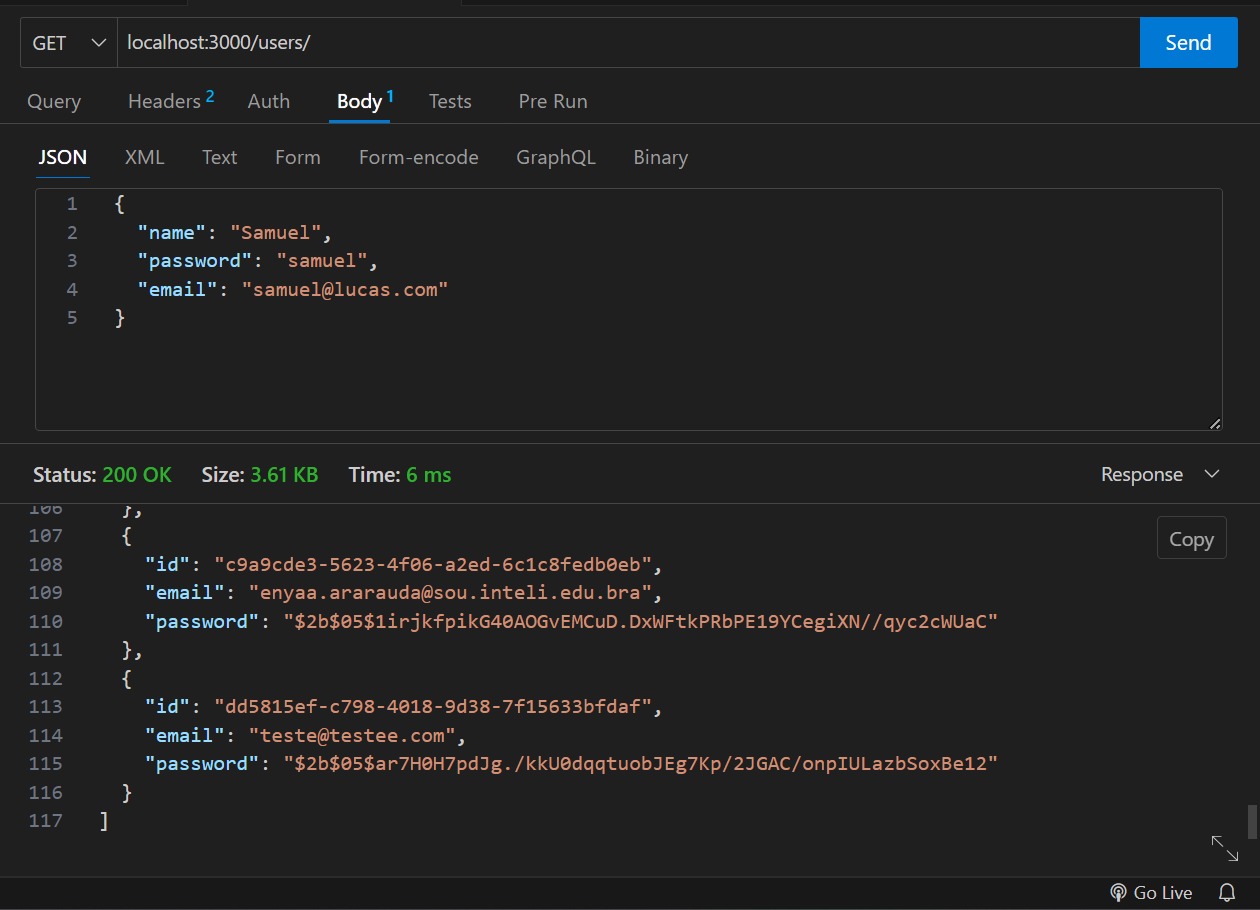 GET localhost:3000/users/ Send
Query Headers 2 Auth Body 1 Tests Pre Run
JSON XML Text Form Form-encode GraphQL Binary
1 {
2 "name": "Samuel",
3 "password": "samuel",
4 "email": "samuel@lucas.com"
5 }
Status: 200 OK Size: 3.61 KB Time: 6 ms Response
106 },
107 {
Copy
108 "id": "c9a9cde3-5623-4f06-a2ed-6c1c8fedb0eb",
109 "email": "enyaa.ararauda@sou.inteli.edu.bra",
110 "password": "$2b$05$1irjkfpikG40AOGvEMCuD.DxWFtkPRbPE19YCegiXN//qyc2cWUaC"
111 },
112 {
113 "id": "dd5815ef-c798-4018-9d38-7f15633bfdaf",
114 "email": "teste@testee.com",
115 "password": "$2b$05$ar7H0H7pdJg./kkU0dqqtuobJEg7Kp/2JGAC/onpIULazbSoxBe12"
116 }
117 ]
Go Live